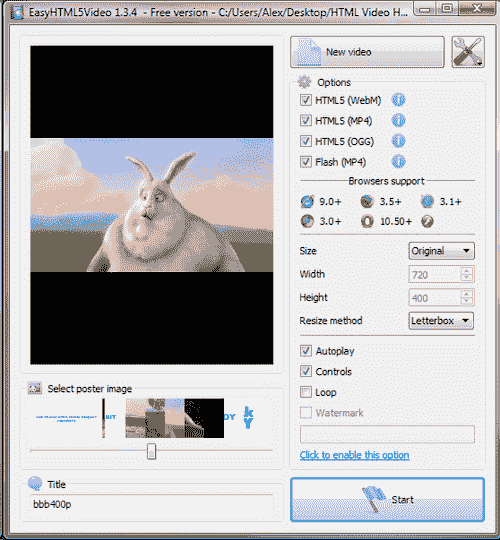 EasyHTML5Video 1.3.4 - Free version - C:/Users/Alex/Desktop/HTML Video H...
New video
Options
HTML5 (WebM)
HTML5 (MP4)
HTML5 (OGG)
Flash (MP4)
Browsers support
9.0+ 3.5+ 3.1+
3.0+ 10.50+
Size Original
Width 720
Height 400
Resize method Letterbox
Autoplay
Controls
Loop
Watermark
Click to enable this option
Select poster image
Title
bbb400p
Start